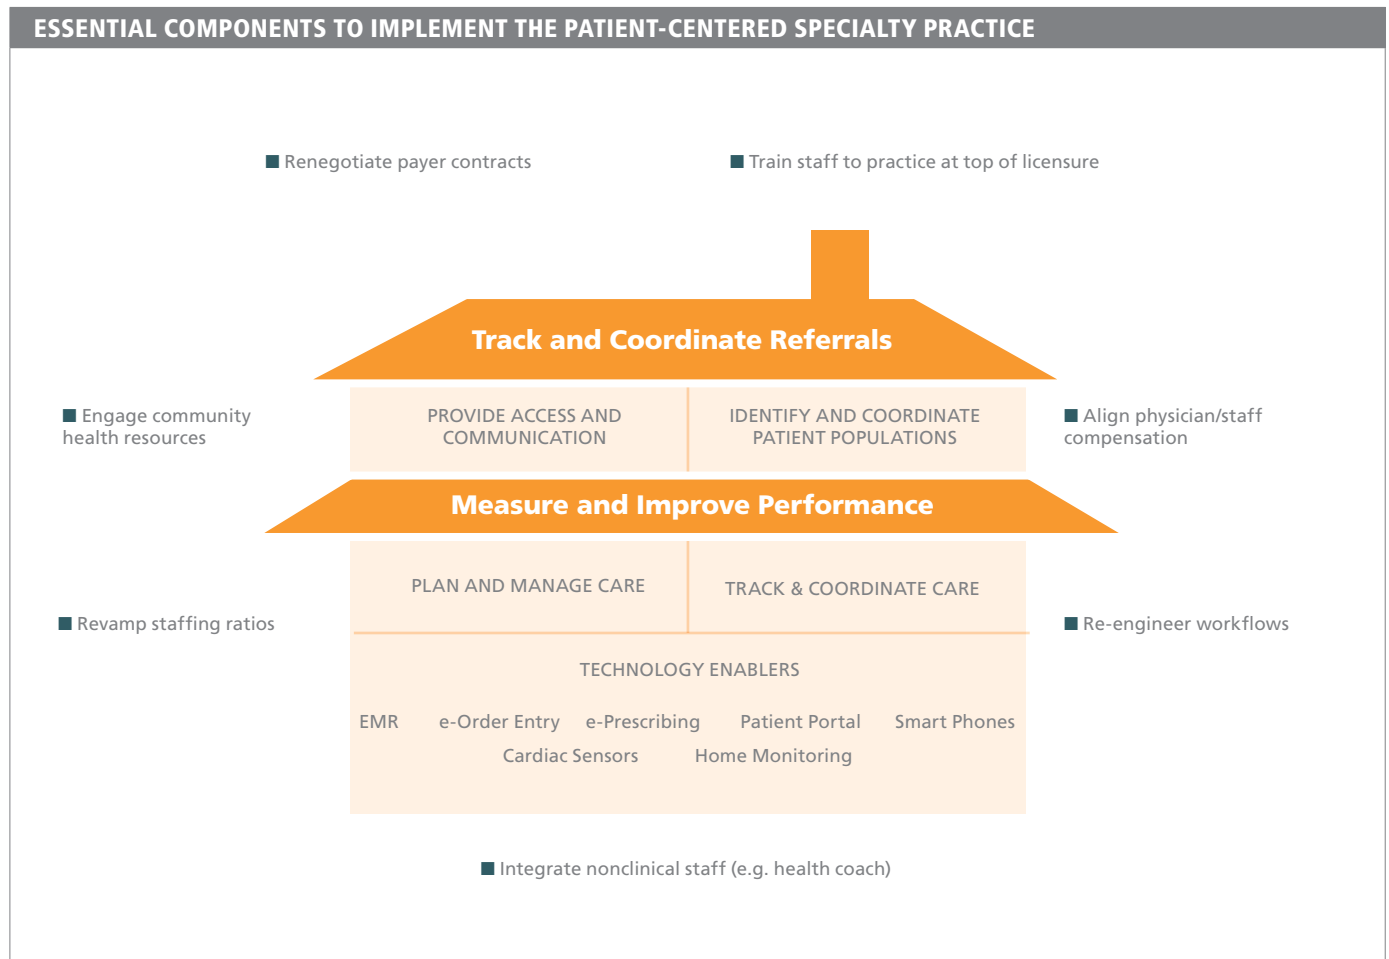 ESSENTIAL COMPONENTS TO IMPLEMENT THE PATIENT-CENTERED SPECIALTY PRACTICE
Renegotiate payer contracts
Train staff to practice at top of licensure
Track and Coordinate Referrals
Engage community
health resources
PROVIDE ACCESS AND
COMMUNICATION
IDENTIFY AND COORDINATE
PATIENT POPULATIONS
Align physician/staff
compensation
Measure and Improve Performance
PLAN AND MANAGE CARE
TRACK & COORDINATE CARE
Revamp staffing ratios
Re-engineer workflows
TECHNOLOGY ENABLERS
EMR e-Order Entry e-Prescribing Patient Portal Smart Phones
Cardiac Sensors Home Monitoring
Integrate nonclinical staff (e.g. health coach)